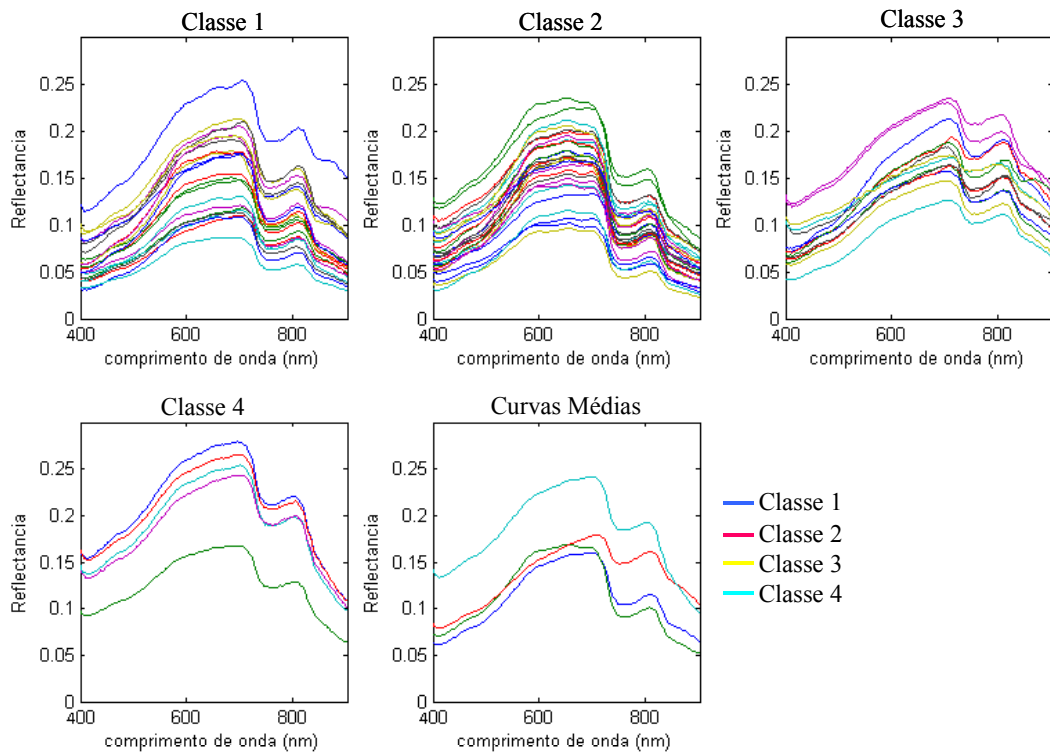 Classe 1
Reflectancia
0.25
0.2
0.15
0.1
0.05
0
400
600
800
comprimento de onda (nm)
Classe 2
Reflectancia
0.25
0.2
0.15
0.1
0.05
0
400
600
800
comprimento de onda (nm)
Classe 3
Reflectancia
0.25
0.2
0.15
0.1
0.05
0
400
600
800
comprimento de onda (nm)
Classe 4
Reflectancia
0.25
0.2
0.15
0.1
0.05
0
400
600
800
comprimento de onda (nm)
Curvas Médias
Reflectancia
0.25
0.2
0.15
0.1
0.05
0
400
600
800
comprimento de onda (nm)
Classe 1
Classe 2
Classe 3
Classe 4